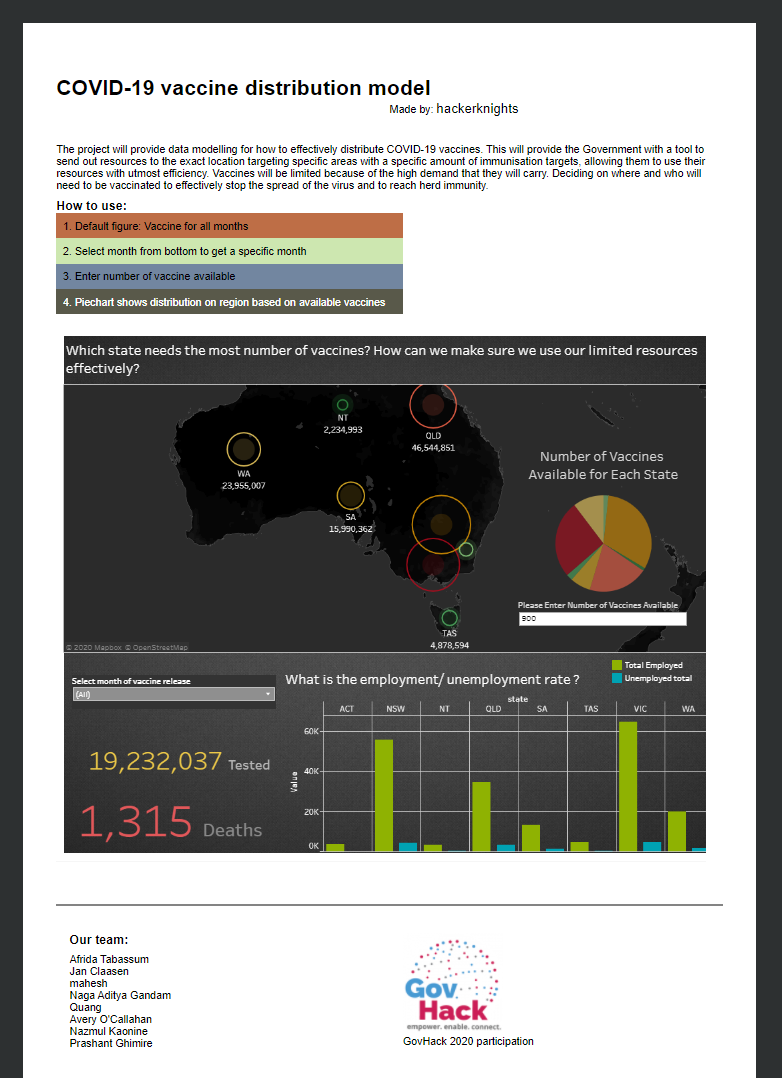 COVID-19 vaccine distribution model
Made by: hackerknights
The project will provide data modelling for how to effectively distribute COVID-19 vaccines. This will provide the Government with a tool to
send out resources to the exact location targeting specific areas with a specific amount of immunisation targets, allowing them to use their
resources with utmost efficiency. Vaccines will be limited because of the high demand that they will carry. Deciding on where and who will
need to be vaccinated to effectively stop the spread of the virus and to reach herd immunity.
How to use:
1. Default figure: Vaccine for all months
2. Select month from bottom to get a specific month
3. Enter number of vaccine available
4. Piechart shows distribution on region based on available vaccines
Which state needs the most number of vaccines? How can we make sure we use our limited resources
effectively?
NT
2,234,993
QLD
46,544,851
WA
23,955,007
SA
15,990,362
TAS
4,878,594
Number of Vaccines
Available for Each State
Please Enter Number of Vaccines Available
900
© 2020 Mapbox © OpenStreetMap
Select month of vaccine release
(All)
19,232,037 Tested
1,315 Deaths
What is the employment/ unemployment rate ?
Total Employed
Unemployed total
state
ACT NSW NT QLD SA TAS VIC WA
Value
60K
40K
20K
0K
Our team:
Afrida Tabassum
Jan Claasen
mahesh
Naga Aditya Gandam
Quang
Avery O'Callahan
Nazmul Kaonine
Prashant Ghimire
Gov
Hack
empower. enable. connect.
GovHack 2020 participation